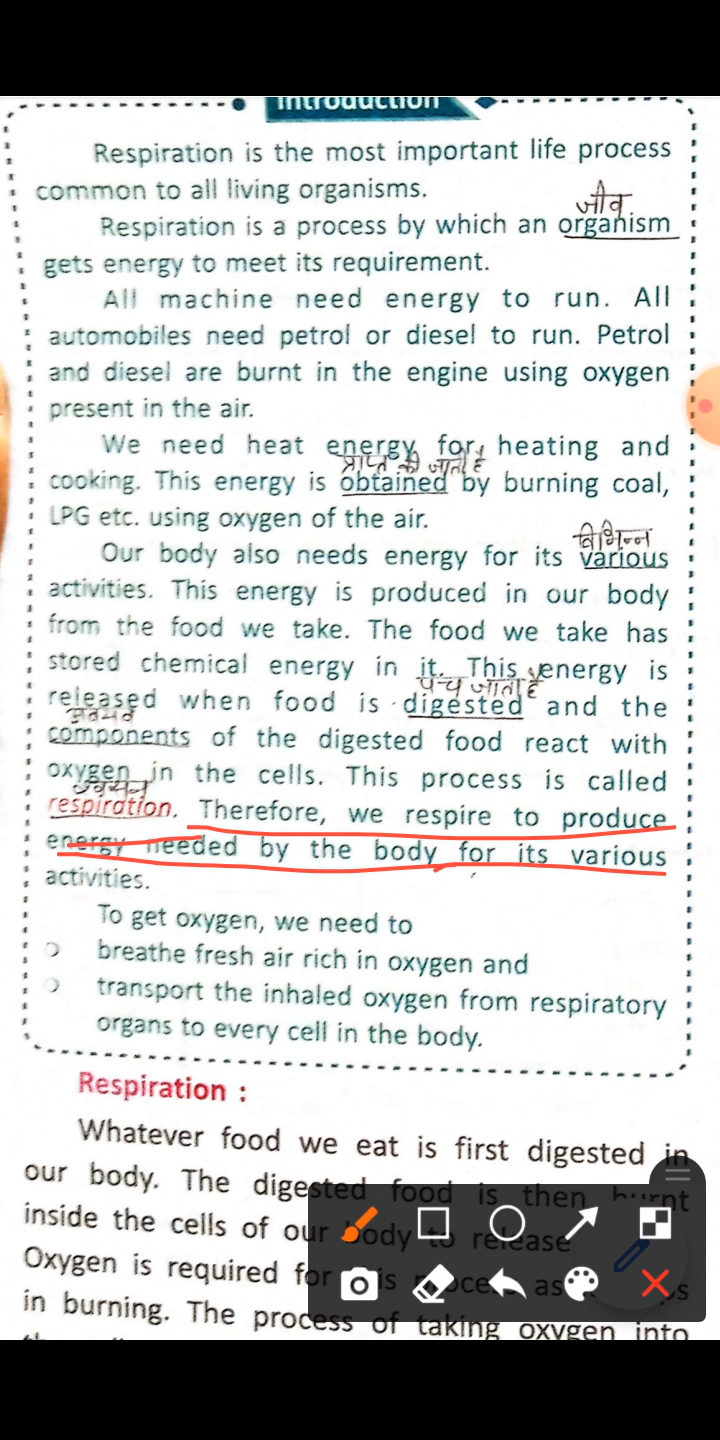 Introduction
Respiration is the most important life process
common to all living organisms.
जीव
Respiration is a process by which an organism
gets energy to meet its requirement.
All machine need energy to run. All
automobiles need petrol or diesel to run. Petrol
and diesel are burnt in the engine using oxygen
present in the air.
We need heat energy for heating and
प्राप्त की जाती है
cooking. This energy is obtained by burning coal,
LPG etc. using oxygen of the air.
विभिन्न
Our body also needs energy for its various
activities. This energy is produced in our body
from the food we take. The food we take has
stored chemical energy in it. This energy is
पच जाता है
released when food is digested and the
अवयव
components of the digested food react with
oxygen in the cells. This process is called
श्वसन
respiration. Therefore, we respire to produce
energy needed by the body for its various
activities.
To get oxygen, we need to
breathe fresh air rich in oxygen and
transport the inhaled oxygen from respiratory
organs to every cell in the body.
Respiration :
Whatever food we eat is first digested in
our body. The digested food is then burnt
inside the cells of our body to release
Oxygen is required for this process as
in burning. The process of taking oxygen into